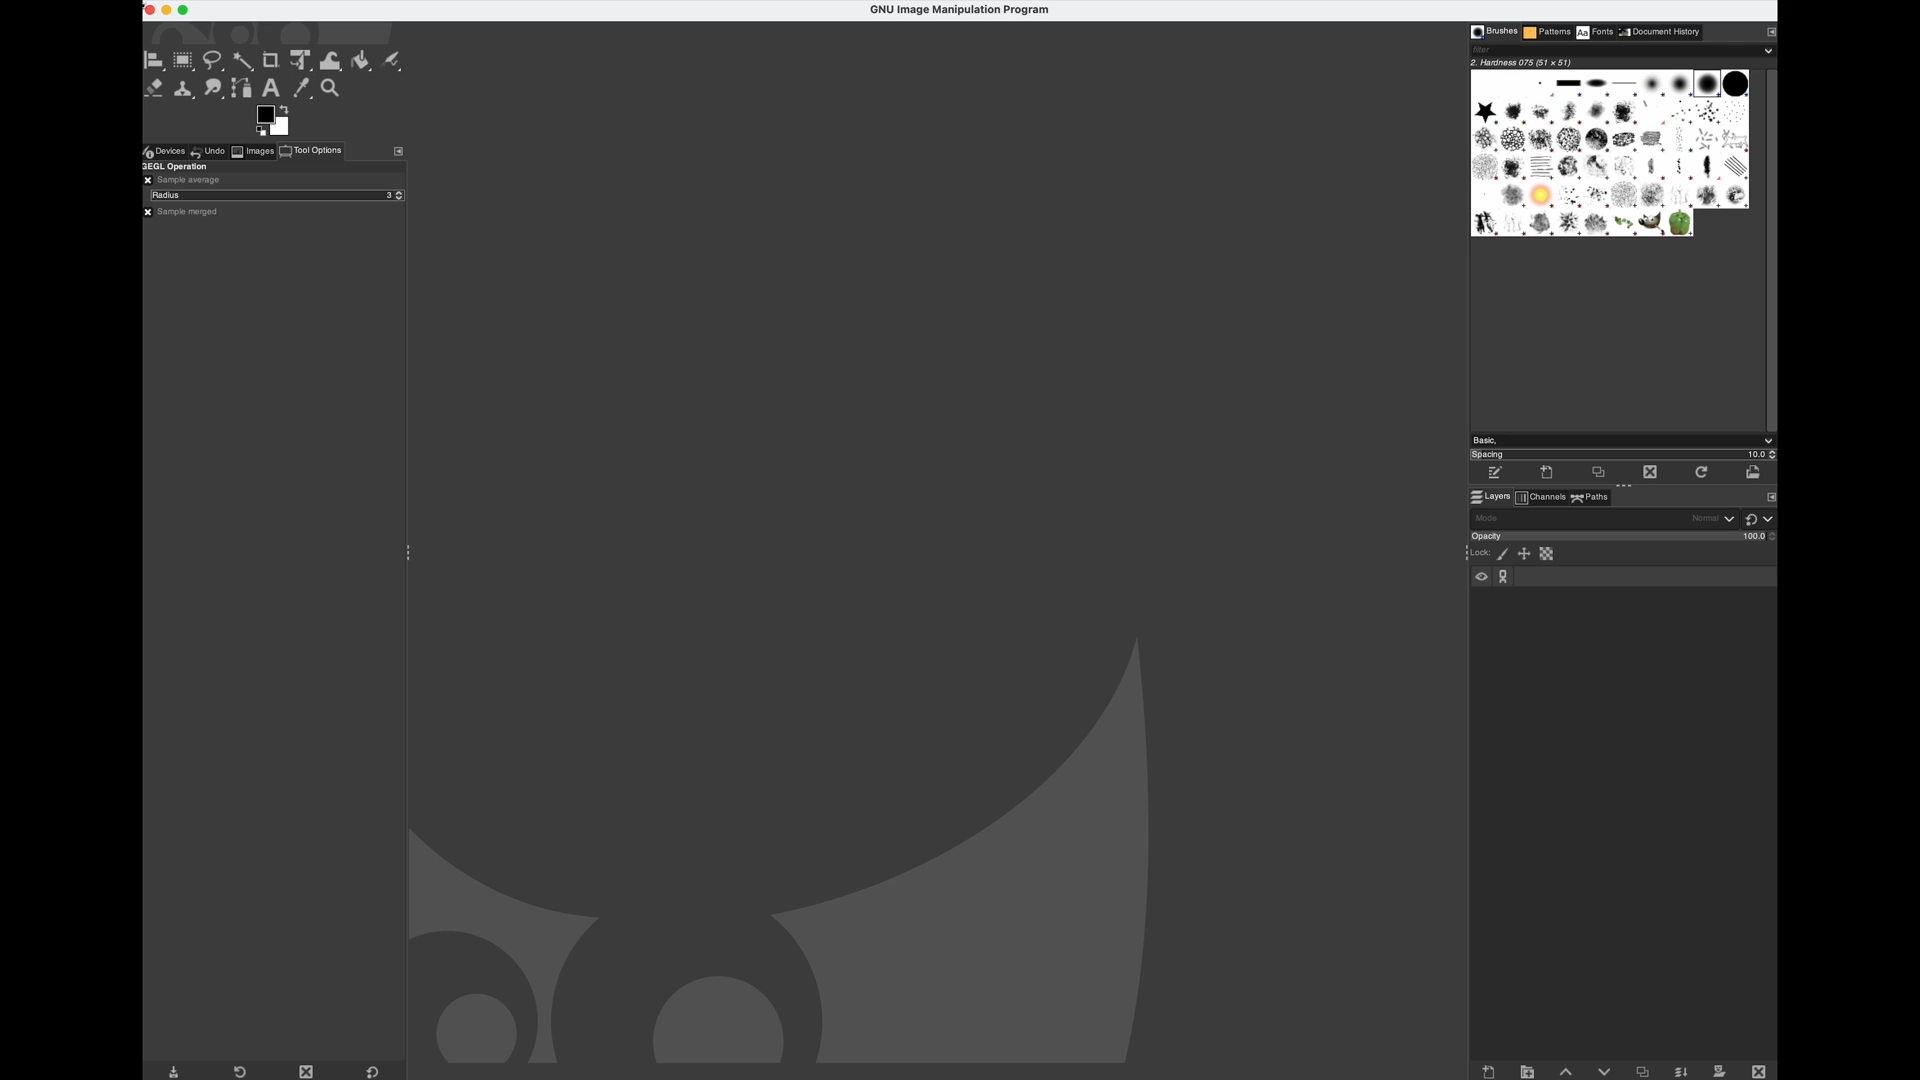 GNU Image Manipulation Program
Brushes Patterns Aa Fonts Document History
filter
2. Hardness 075 (51 × 51)
A
Devices Undo Images Tool Options
GEGL Operation
Sample average
Radius 3
Sample merged
Basic,
Spacing 10.0
Layers Channels Paths
Mode Normal
Opacity 100.0
Lock: